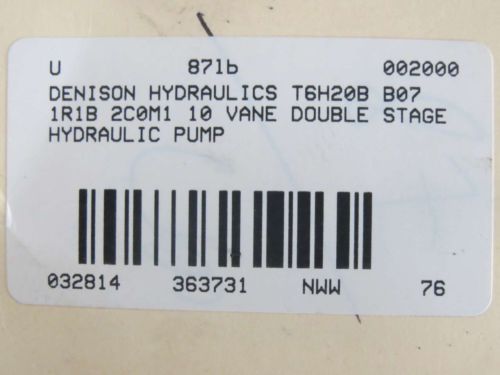 U 871b 002000
DENISON HYDRAULICS T6H20B B07
1R1B 2C0M1 10 VANE DOUBLE STAGE
HYDRAULIC PUMP
032814 363731 NWW 76